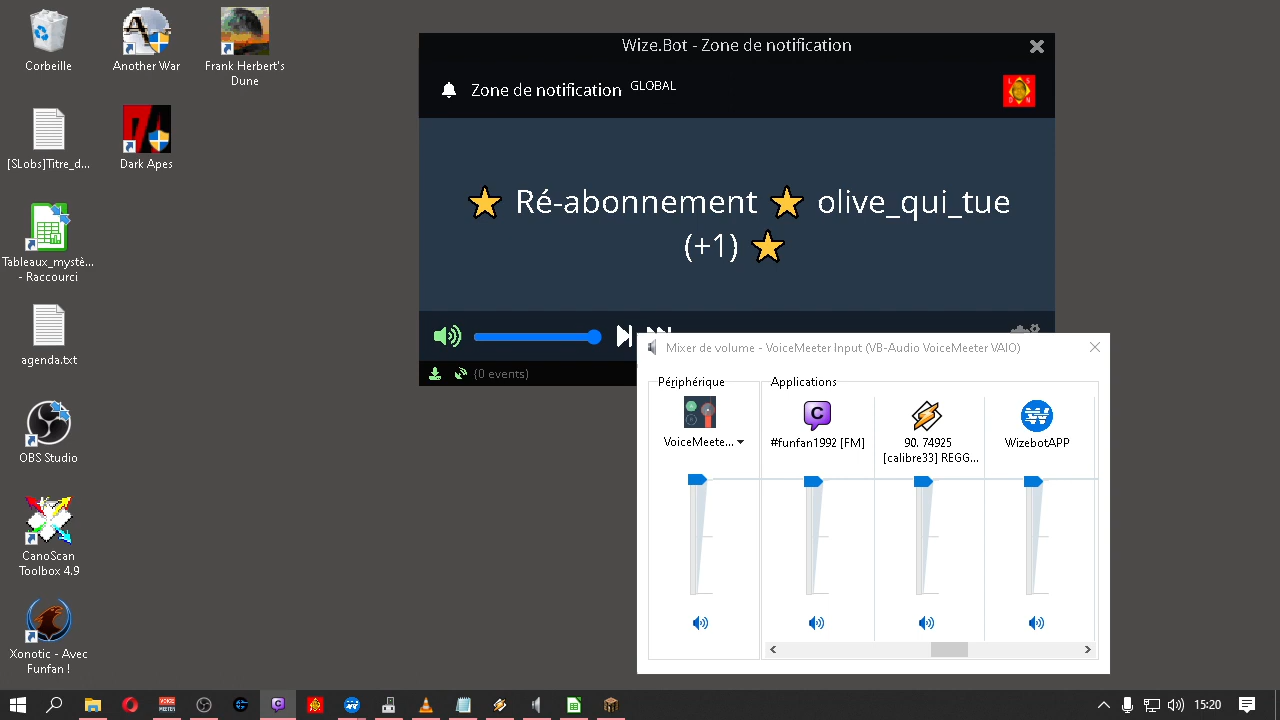 Corbeille
Another War
Frank Herbert's
Dune
[SLobs]Titre_d...
Dark Apes
Tableaux_mystè...
- Raccourci
agenda.txt
OBS Studio
CanoScan
Toolbox 4.9
Xonotic - Avec
Funfan !
Wize.Bot - Zone de notification
Zone de notification GLOBAL
Ré-abonnement olive_qui_tue
(+1)
(0 events)
Mixer de volume - VoiceMeeter Input (VB-Audio VoiceMeeter VAIO)
Périphérique
Applications
VoiceMeete...
#funfan1992 [FM]
90. 74925
[calibre33] REGG...
WizebotAPP
VOICE
MEETER
15:20